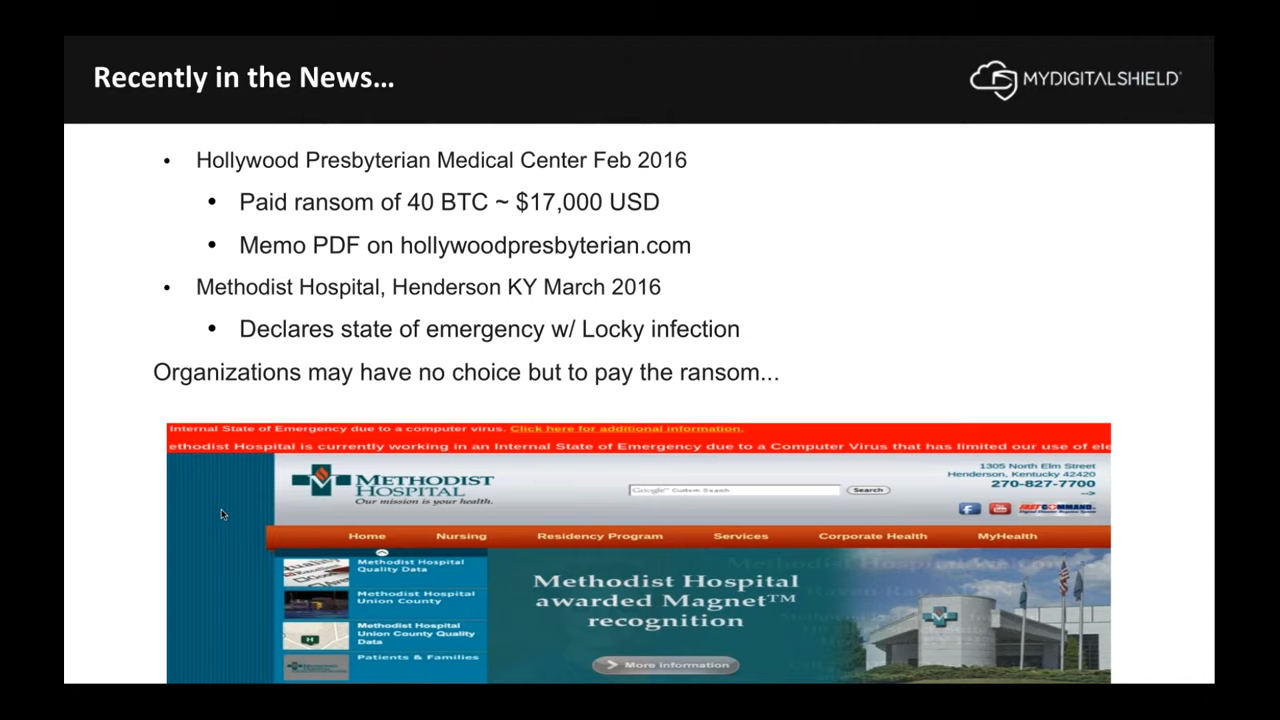 Recently in the News...
MYDIGITALSHIELD
• Hollywood Presbyterian Medical Center Feb 2016
• Paid ransom of 40 BTC ~ $17,000 USD
• Memo PDF on hollywoodpresbyterian.com
• Methodist Hospital, Henderson KY March 2016
• Declares state of emergency w/ Locky infection
Organizations may have no choice but to pay the ransom...
Internal State of Emergency due to a computer virus. Click here for additional information.
ethodist Hospital is currently working in an Internal State of Emergency due to a Computer Virus that has limited our use of ele
METHODIST
HOSPITAL
Our mission is your health.
Google™ Custom Search
Search
1305 North Elm Street
Henderson, Kentucky 42420
270-827-7700
-->
FASTCOMMAND
Home Nursing Residency Program Services Corporate Health MyHealth
Methodist Hospital
Quality Data
Methodist Hospital
Union County
Methodist Hospital
Union County Quality
Data
Patients & Families
Methodist Hospital
awarded Magnet™
recognition
More information